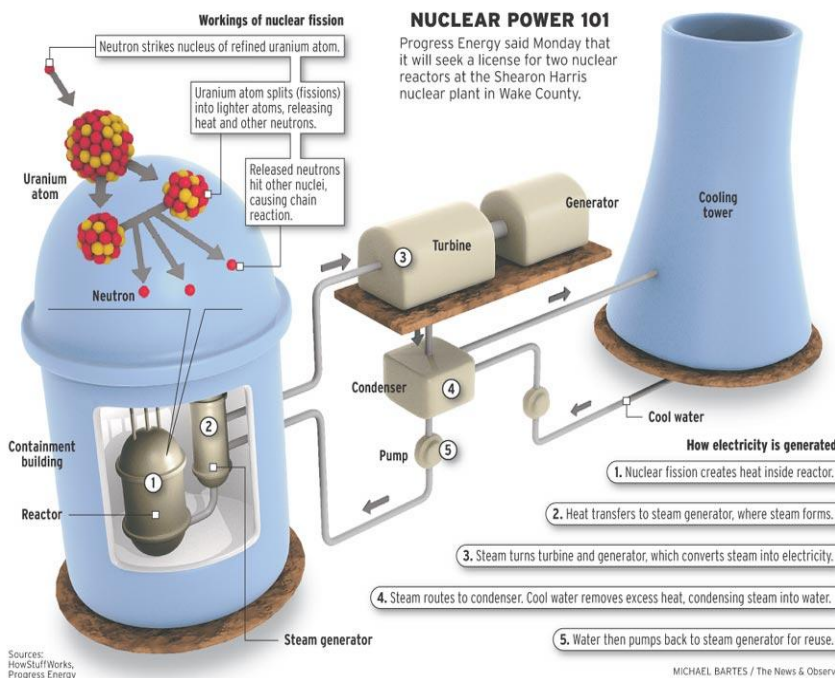 Workings of nuclear fission
Neutron strikes nucleus of refined uranium atom.
Uranium atom splits (fissions)
into lighter atoms, releasing
heat and other neutrons.
Released neutrons
hit other nuclei,
causing chain
reaction.
Uranium
atom
Neutron
NUCLEAR POWER 101
Progress Energy said Monday that
it will seek a license for two nuclear
reactors at the Shearon Harris
nuclear plant in Wake County.
Cooling
tower
Generator
Turbine
3
Condenser
4
Cool water
Pump
5
Containment
building
2
1
Reactor
Steam generator
How electricity is generated
1. Nuclear fission creates heat inside reactor.
2. Heat transfers to steam generator, where steam forms.
3. Steam turns turbine and generator, which converts steam into electricity.
4. Steam routes to condenser. Cool water removes excess heat, condensing steam into water.
5. Water then pumps back to steam generator for reuse.
Sources:
HowStuffWorks,
Progress Energy
MICHAEL BARTES / The News & Observ